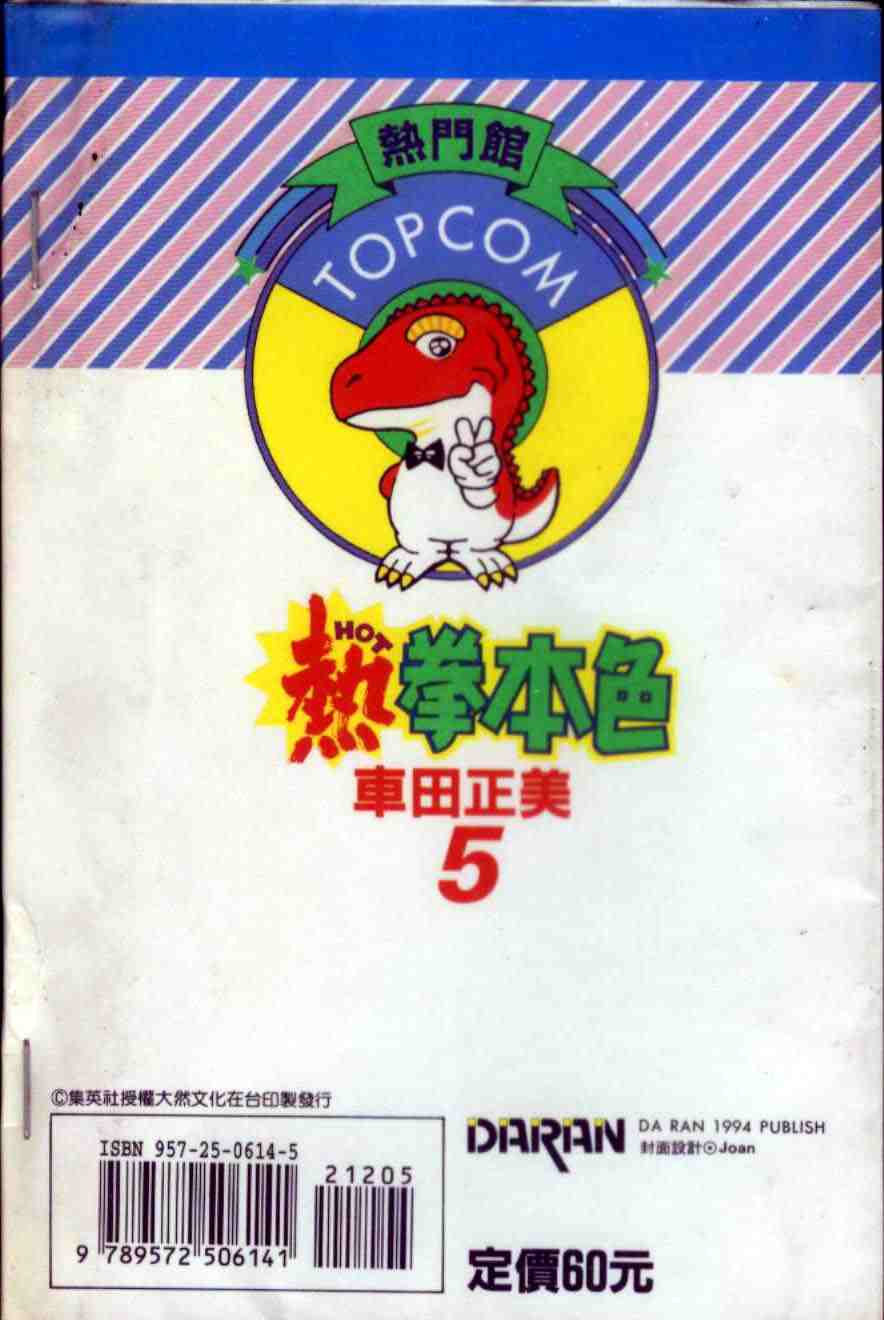 熱門館
TOPCOM
HOT
熱拳本色
車田正美
5
©集英社授權大然文化在台印製發行
ISBN 957-25-0614-5
21205
9 789572 506141
DARAN
DA RAN 1994 PUBLISH
封面設計⊙Joan
定價60元